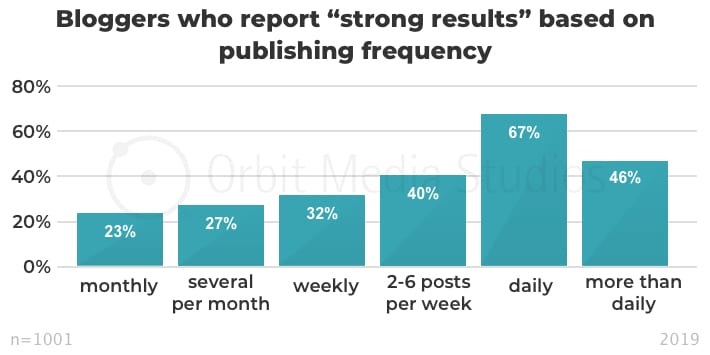 Bloggers who report “strong results” based on
publishing frequency
80%
60%
40%
20%
0%
23%
27%
32%
40%
67%
46%
Orbit Media Studios
monthly
several
per month
weekly
2-6 posts
per week
daily
more than
daily
n=1001
2019